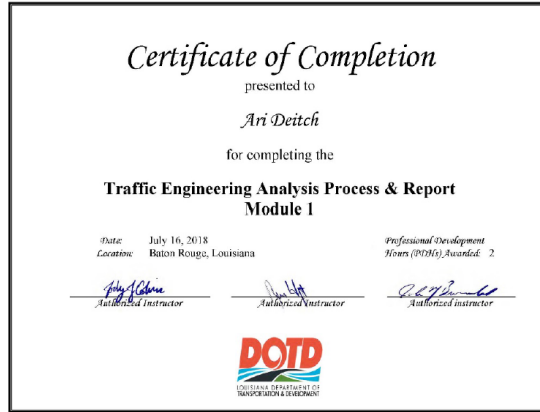 Certificate of Completion
presented to
Ari Deitch
for completing the
Traffic Engineering Analysis Process & Report
Module 1
Date: July 16, 2018
Location: Baton Rouge, Louisiana
Professional Development
Hours (PDHs) Awarded: 2
Authorized Instructor
Authorized Instructor
Authorized instructor
DOTD
LOUISIANA DEPARTMENT OF
TRANSPORTATION & DEVELOPMENT